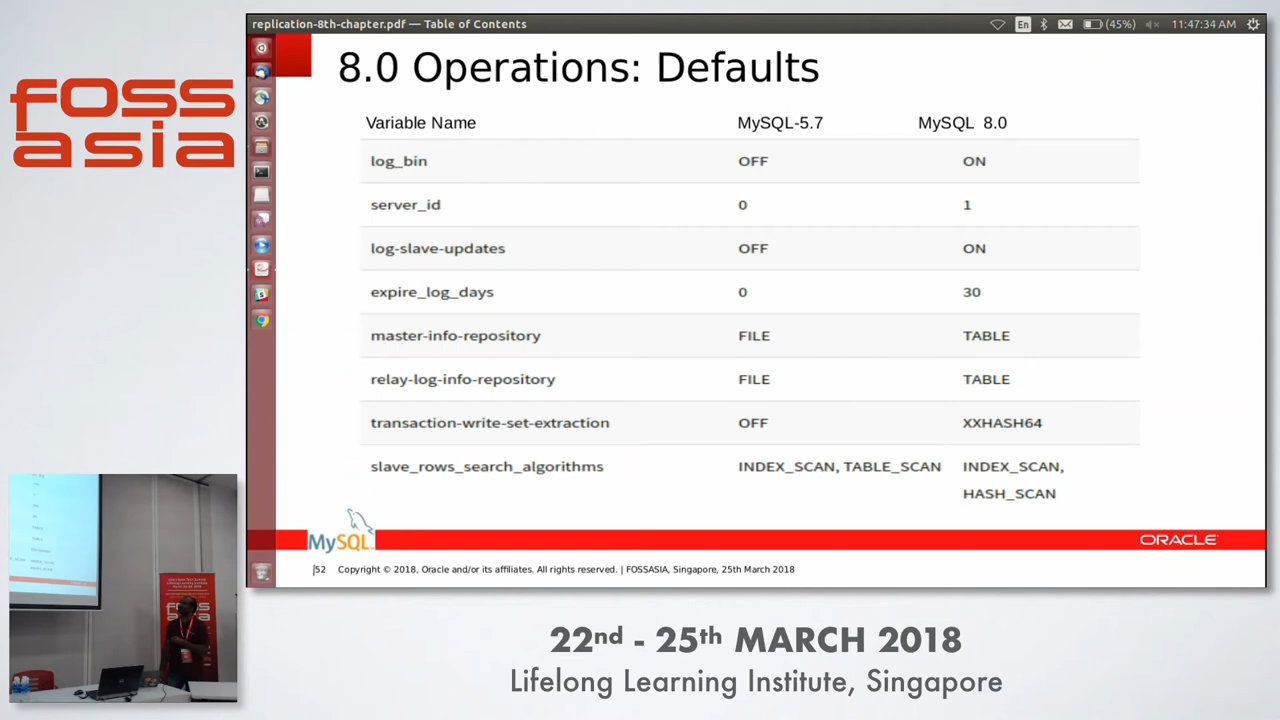 replication-8th-chapter.pdf — Table of Contents
En
(45%)
11:47:34 AM
foss
asia
8.0 Operations: Defaults
Variable Name MySQL-5.7 MySQL 8.0
log_bin OFF ON
server_id 0 1
log-slave-updates OFF ON
expire_log_days 0 30
master-info-repository FILE TABLE
relay-log-info-repository FILE TABLE
transaction-write-set-extraction OFF XXHASH64
slave_rows_search_algorithms INDEX_SCAN, TABLE_SCAN INDEX_SCAN,
HASH_SCAN
MySQL
ORACLE
52 Copyright © 2018, Oracle and/or its affiliates. All rights reserved. | FOSSASIA, Singapore, 25th March 2018
foss
asia
22nd - 25th MARCH 2018
Lifelong Learning Institute, Singapore